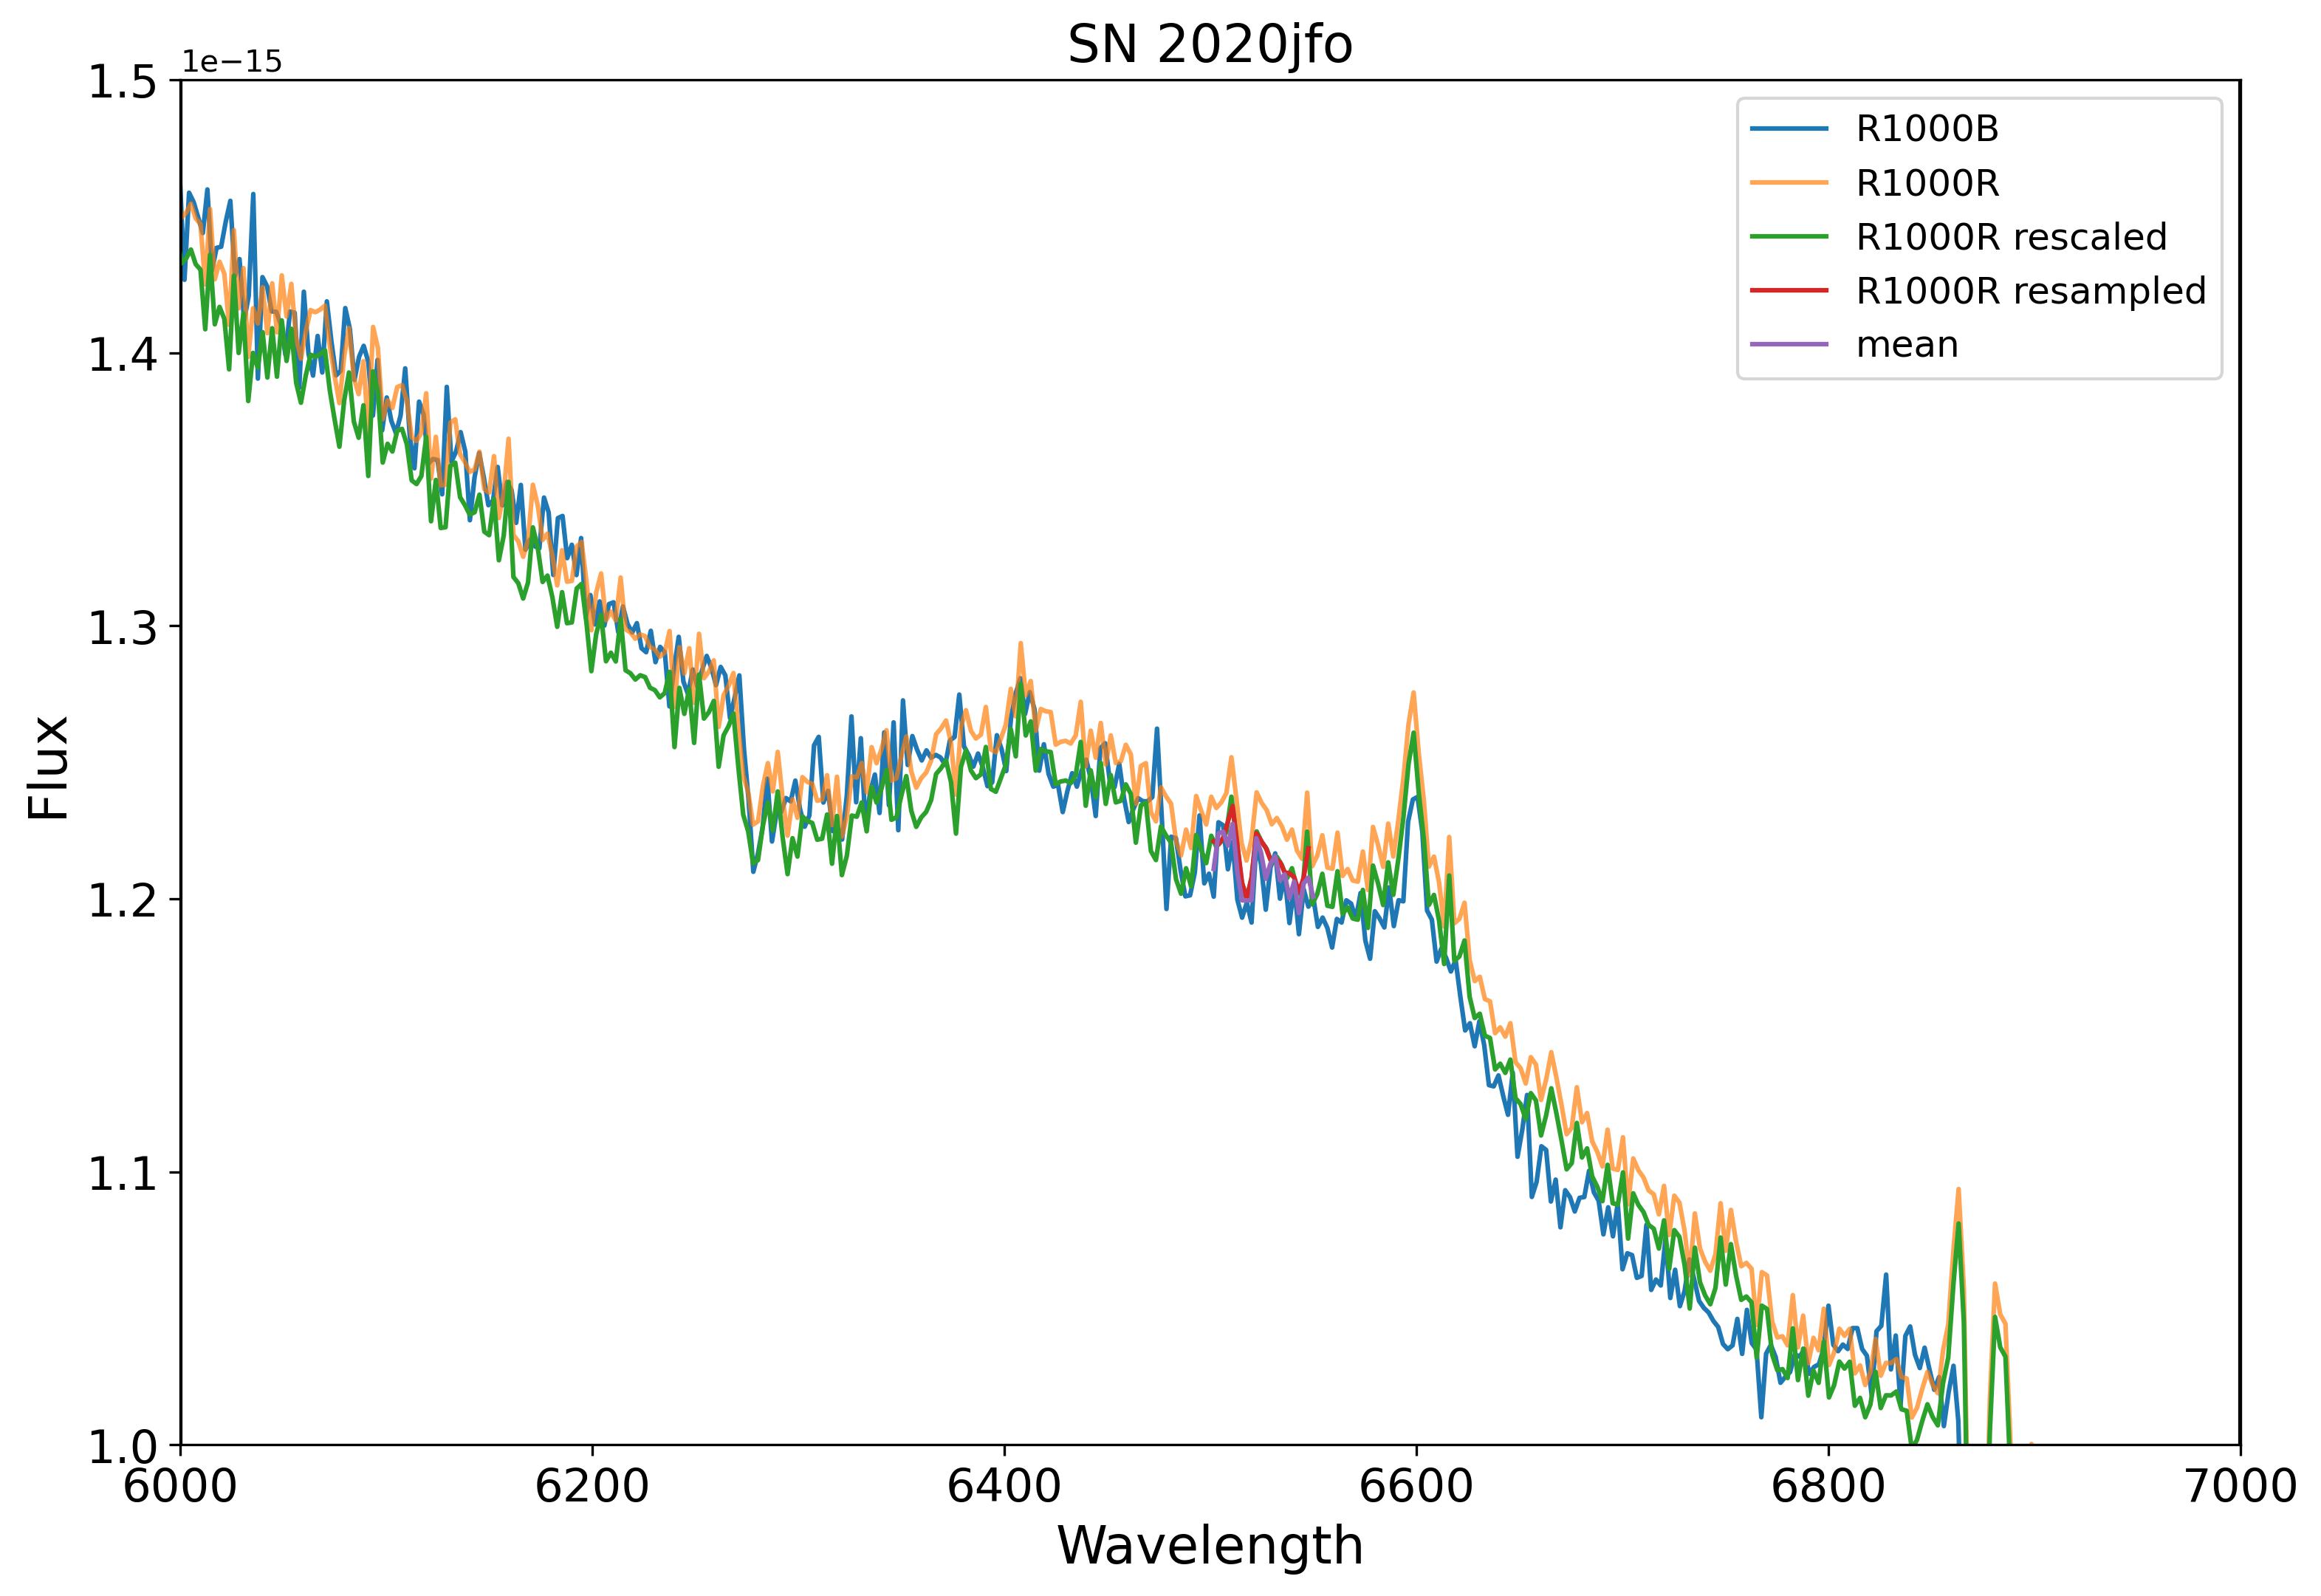 SN 2020jfo
1e−15
1.5
1.4
1.3
1.2
1.1
1.0
Flux
R1000B
R1000R
R1000R rescaled
R1000R resampled
mean
6000 6200 6400 6600 6800 7000
Wavelength